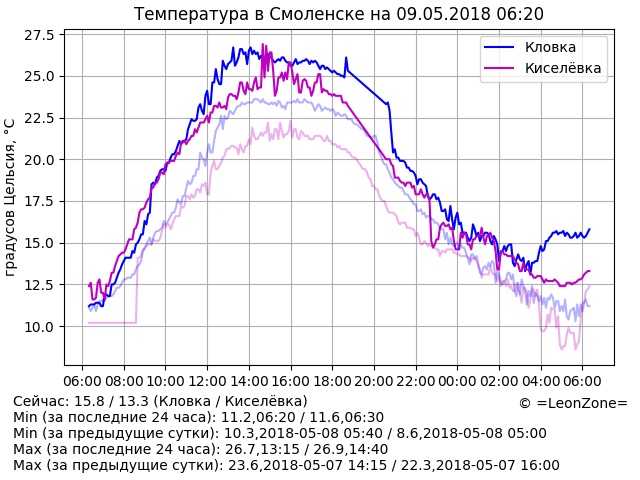 Температура в Смоленске на 09.05.2018 06:20
27.5
25.0
22.5
20.0
17.5
15.0
12.5
10.0
градусов Цельсия, °C
Кловка
Киселёвка
06:00 08:00 10:00 12:00 14:00 16:00 18:00 20:00 22:00 00:00 02:00 04:00 06:00
Сейчас: 15.8 / 13.3 (Кловка / Киселёвка)
© =LeonZone=
Min (за последние 24 часа): 11.2,06:20 / 11.6,06:30
Min (за предыдущие сутки): 10.3,2018-05-08 05:40 / 8.6,2018-05-08 05:00
Max (за последние 24 часа): 26.7,13:15 / 26.9,14:40
Max (за предыдущие сутки): 23.6,2018-05-07 14:15 / 22.3,2018-05-07 16:00